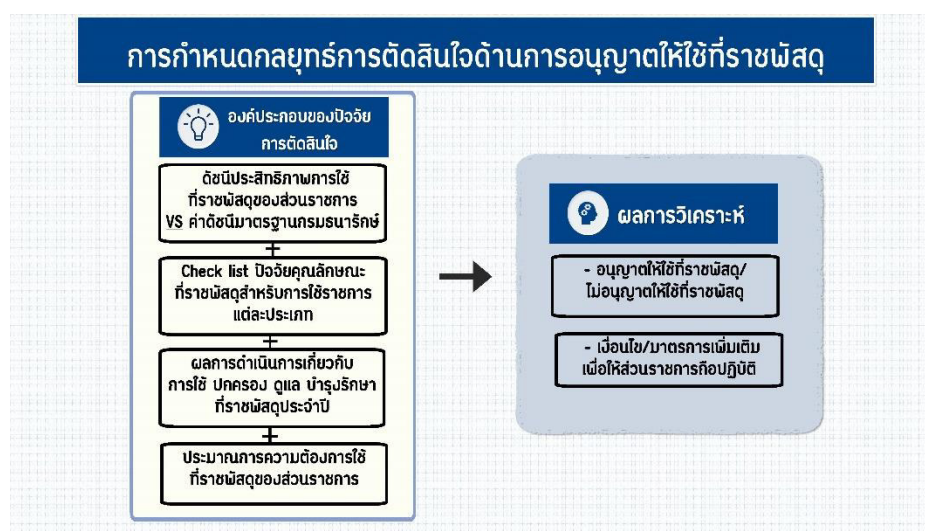 การกำหนดกลยุทธ์การตัดสินใจด้านการอนุญาตให้ใช้ที่ราชพัสดุ
องค์ประกอบของปัจจัย
การตัดสินใจ
ดัชนีประสิทธิภาพการใช้
ที่ราชพัสดุของส่วนราชการ
VS ค่าดัชนีมาตรฐานกรมธนารักษ์
+
Check list ปัจจัยคุณลักษณะ
ที่ราชพัสดุสำหรับการใช้ราชการ
แต่ละประเภท
+
ผลการดำเนินการเกี่ยวกับ
การใช้ ปกครอง ดูแล บำรุงรักษา
ที่ราชพัสดุประจำปี
+
ประมาณการความต้องการใช้
ที่ราชพัสดุของส่วนราชการ
ผลการวิเคราะห์
- อนุญาตให้ใช้ที่ราชพัสดุ/
ไม่อนุญาตให้ใช้ที่ราชพัสดุ
- เงื่อนไข/มาตรการเพิ่มเติม
เพื่อให้ส่วนราชการถือปฏิบัติ